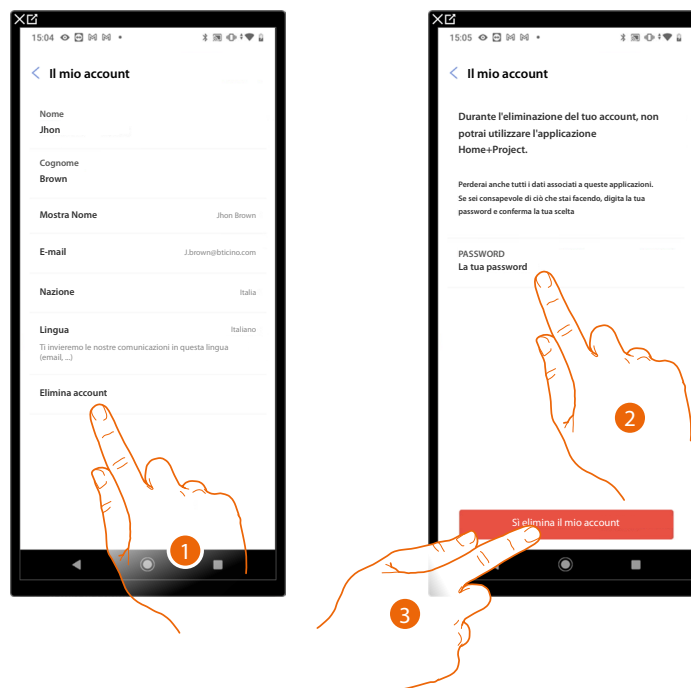 15:04
Il mio account
Nome
Jhon
Cognome
Brown
Mostra Nome
Jhon Brown
E-mail
J.brown@bticino.com
Nazione
Italia
Lingua
Italiano
Ti invieremo le nostre comunicazioni in questa lingua
(email, ...)
Elimina account
1
15:05
Il mio account
Durante l'eliminazione del tuo account, non
potrai utilizzare l'applicazione
Home+Project.
Perderai anche tutti i dati associati a queste applicazioni.
Se sei consapevole di ciò che stai facendo, digita la tua
password e conferma la tua scelta
PASSWORD
La tua password
2
Sì elimina il mio account
3